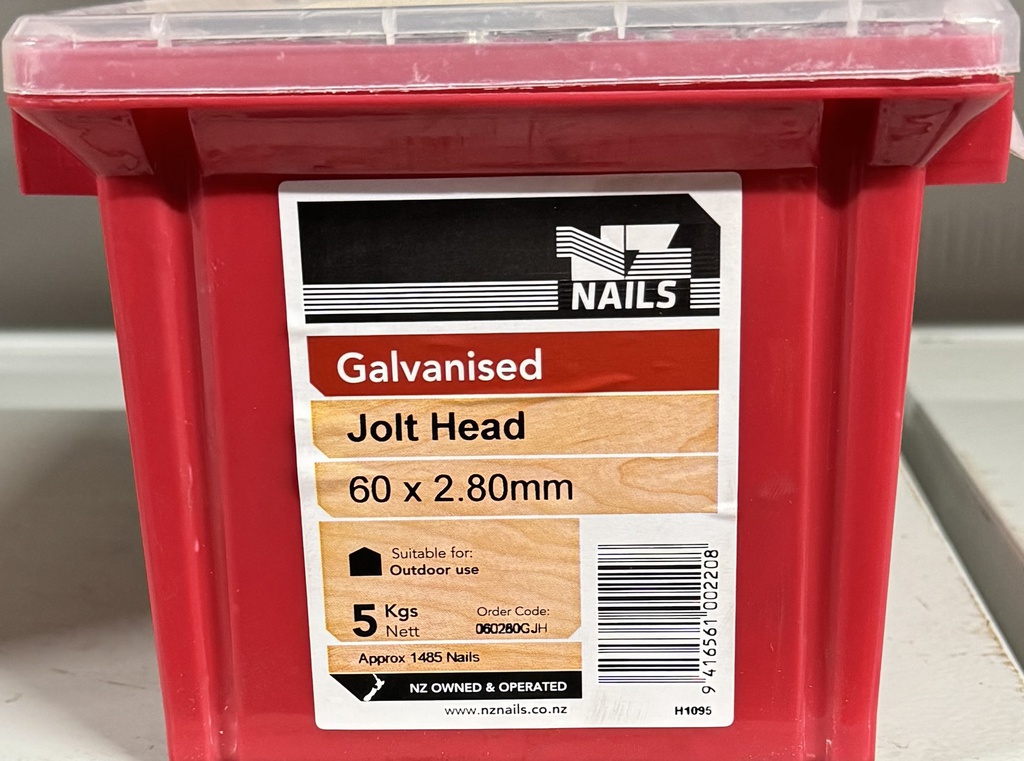 NZ
NAILS
Galvanised
Jolt Head
60 x 2.80mm
Suitable for:
Outdoor use
5 Kgs
Nett
Order Code:
060280GJH
Approx 1485 Nails
NZ OWNED & OPERATED
www.nznails.co.nz
9 416561 002208
H1095